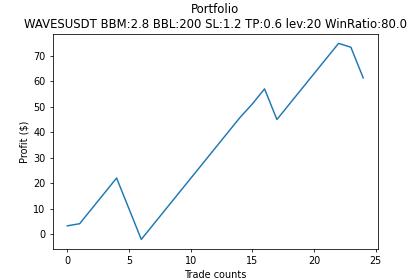 Portfolio
WAVESUSDT BBM:2.8 BBL:200 SL:1.2 TP:0.6 lev:20 WinRatio:80.0
Profit ($)
70
60
50
40
30
20
10
0
0 5 10 15 20 25
Trade counts